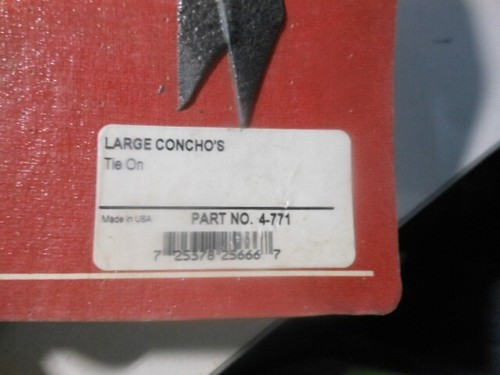 LARGE CONCHO'S
Tie On
Made in USA PART NO. 4-771
7 25378 25666 7